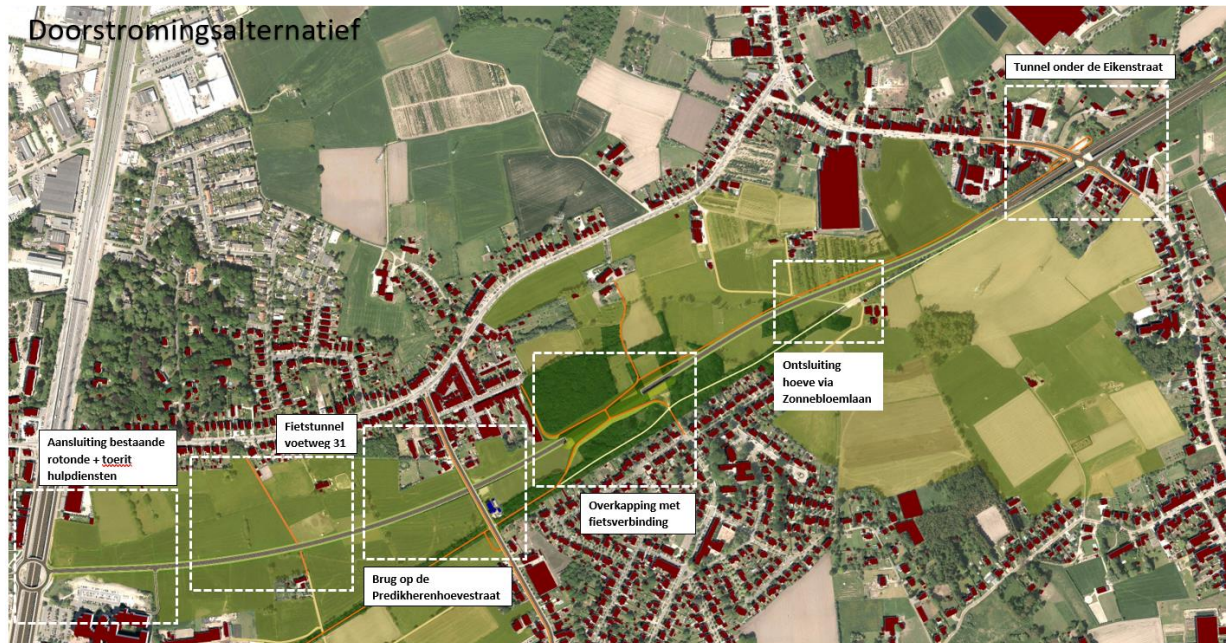 Doorstromingsalternatief
Tunnel onder de Eikenstraat
Ontsluiting
hoeve via
Zonnebloemlaan
Fietstunnel
voetweg 31
Aansluiting bestaande
rotonde + toerit
hulpdiensten
Overkapping met
fietsverbinding
Brug op de
Predikherenhoevestraat